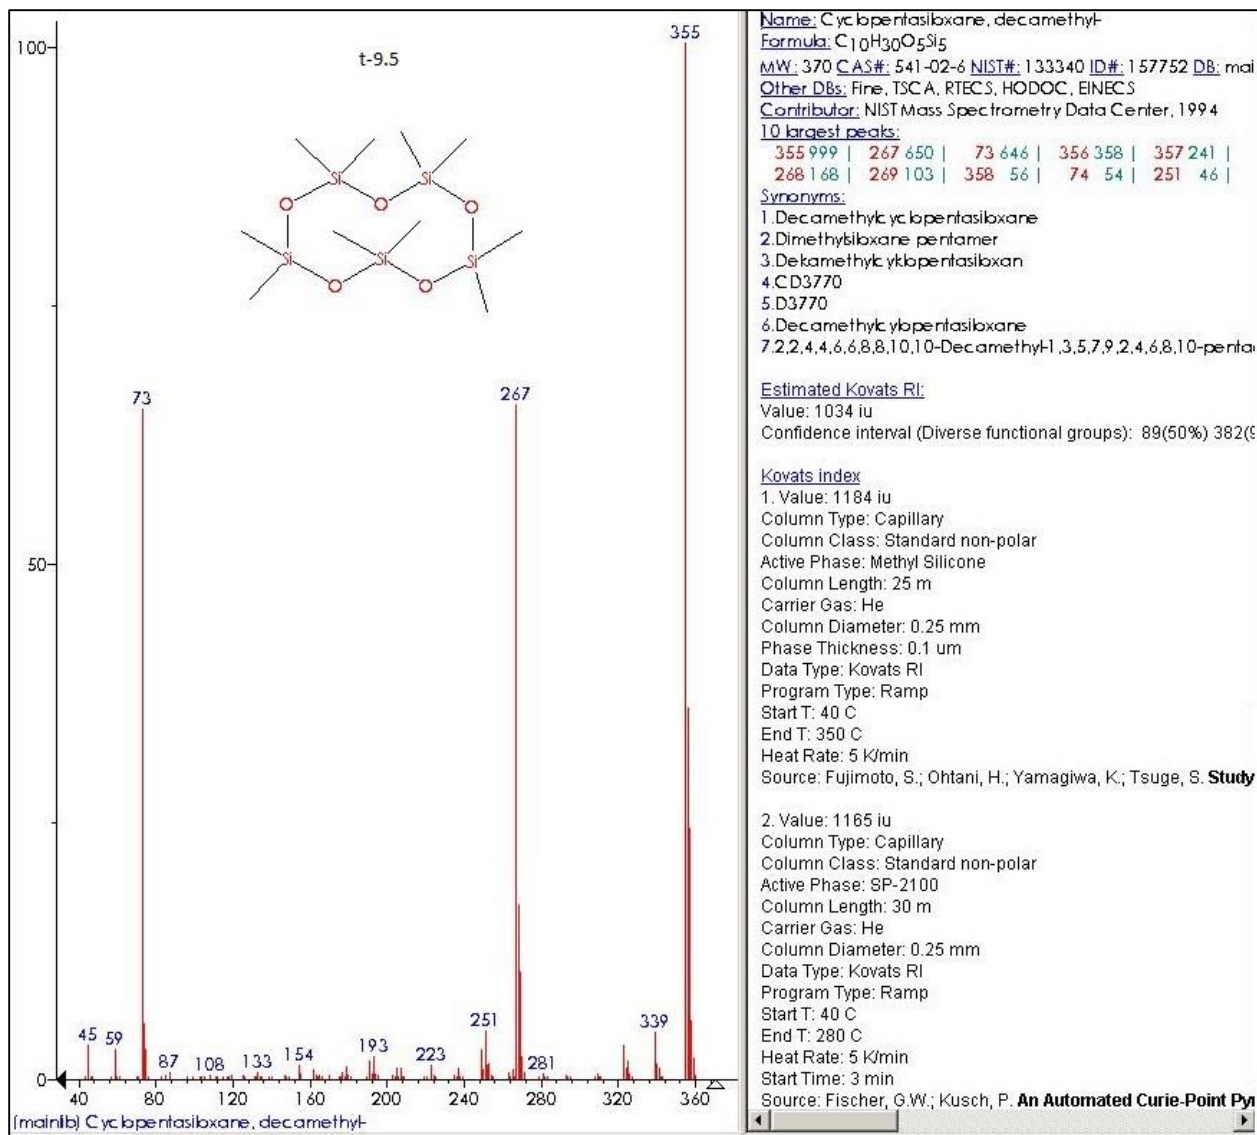 100
t-9.5
355
Si
Si
O
O
O
Si
Si
Si
O
O
73
267
50
45
59
87
108
133
154
193
223
251
281
339
0
40 80 120 160 200 240 280 320 360
(mainlib) Cyclopentasiloxane, decamethyl-
Name: Cyclopentasiloxane, decamethyl-
Formula: C10H30O5Si5
MW: 370 CAS#: 541-02-6 NIST#: 133340 ID#: 157752 DB: mai
Other DBs: Fine, TSCA, RTECS, HODOC, EINECS
Contributor: NIST Mass Spectrometry Data Center, 1994
10 largest peaks:
355 999 | 267 650 | 73 646 | 356 358 | 357 241 |
268 168 | 269 103 | 358 56 | 74 54 | 251 46 |
Synonyms:
1.Decamethylcyclopentasiloxane
2.Dimethylsiloxane pentamer
3.Dekamethylcyklopentasiloxan
4.CD3770
5.D3770
6.Decamethylcylopentasiloxane
7.2,2,4,4,6,6,8,8,10,10-Decamethyl-1,3,5,7,9,2,4,6,8,10-penta
Estimated Kovats RI:
Value: 1034 iu
Confidence interval (Diverse functional groups): 89(50%) 382(9
Kovats index
1. Value: 1184 iu
Column Type: Capillary
Column Class: Standard non-polar
Active Phase: Methyl Silicone
Column Length: 25 m
Carrier Gas: He
Column Diameter: 0.25 mm
Phase Thickness: 0.1 um
Data Type: Kovats RI
Program Type: Ramp
Start T: 40 C
End T: 350 C
Heat Rate: 5 K/min
Source: Fujimoto, S.; Ohtani, H.; Yamagiwa, K.; Tsuge, S. Study
2. Value: 1165 iu
Column Type: Capillary
Column Class: Standard non-polar
Active Phase: SP-2100
Column Length: 30 m
Carrier Gas: He
Column Diameter: 0.25 mm
Data Type: Kovats RI
Program Type: Ramp
Start T: 40 C
End T: 280 C
Heat Rate: 5 K/min
Start Time: 3 min
Source: Fischer, G.W.; Kusch, P. An Automated Curie-Point Pyr